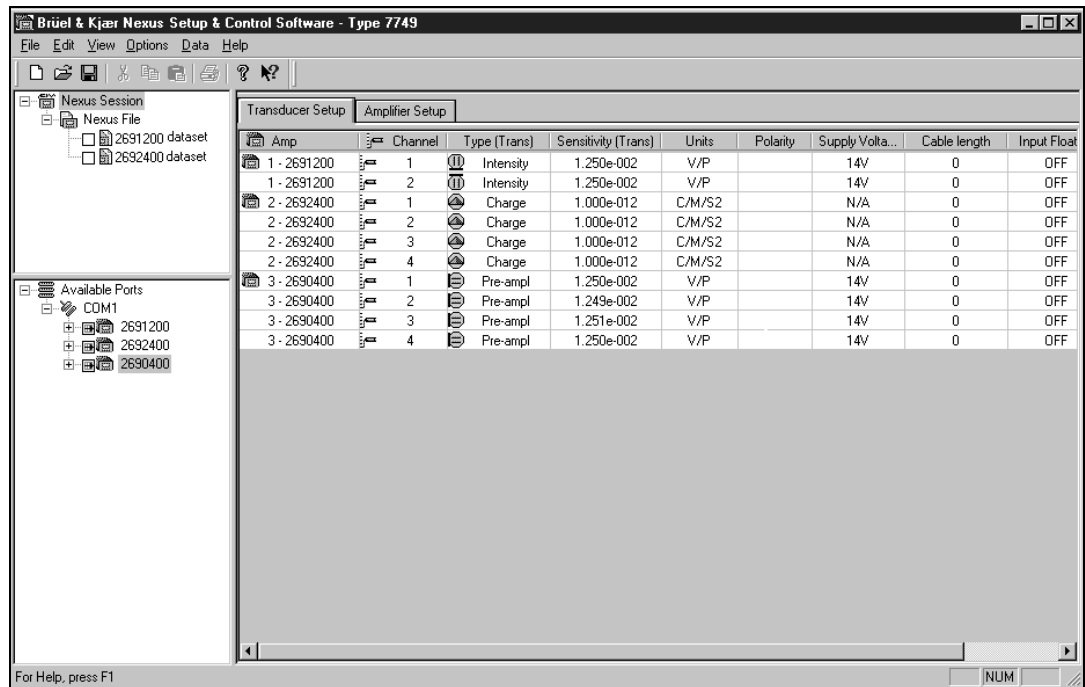 Brüel & Kjær Nexus Setup & Control Software - Type 7749
File Edit View Options Data Help
Nexus Session
Nexus File
2691200 dataset
2692400 dataset
Available Ports
COM1
2691200
2692400
2690400
Transducer Setup Amplifier Setup
Amp Channel Type (Trans) Sensitivity (Trans) Units Polarity Supply Volta... Cable length Input Float
1 - 2691200 1 Intensity 1.250e-002 V/P 14V 0 OFF
1 - 2691200 2 Intensity 1.250e-002 V/P 14V 0 OFF
2 - 2692400 1 Charge 1.000e-012 C/M/S2 N/A 0 OFF
2 - 2692400 2 Charge 1.000e-012 C/M/S2 N/A 0 OFF
2 - 2692400 3 Charge 1.000e-012 C/M/S2 N/A 0 OFF
2 - 2692400 4 Charge 1.000e-012 C/M/S2 N/A 0 OFF
3 - 2690400 1 Pre-ampl 1.250e-002 V/P 14V 0 OFF
3 - 2690400 2 Pre-ampl 1.249e-002 V/P 14V 0 OFF
3 - 2690400 3 Pre-ampl 1.251e-002 V/P 14V 0 OFF
3 - 2690400 4 Pre-ampl 1.250e-002 V/P 14V 0 OFF
For Help, press F1 NUM